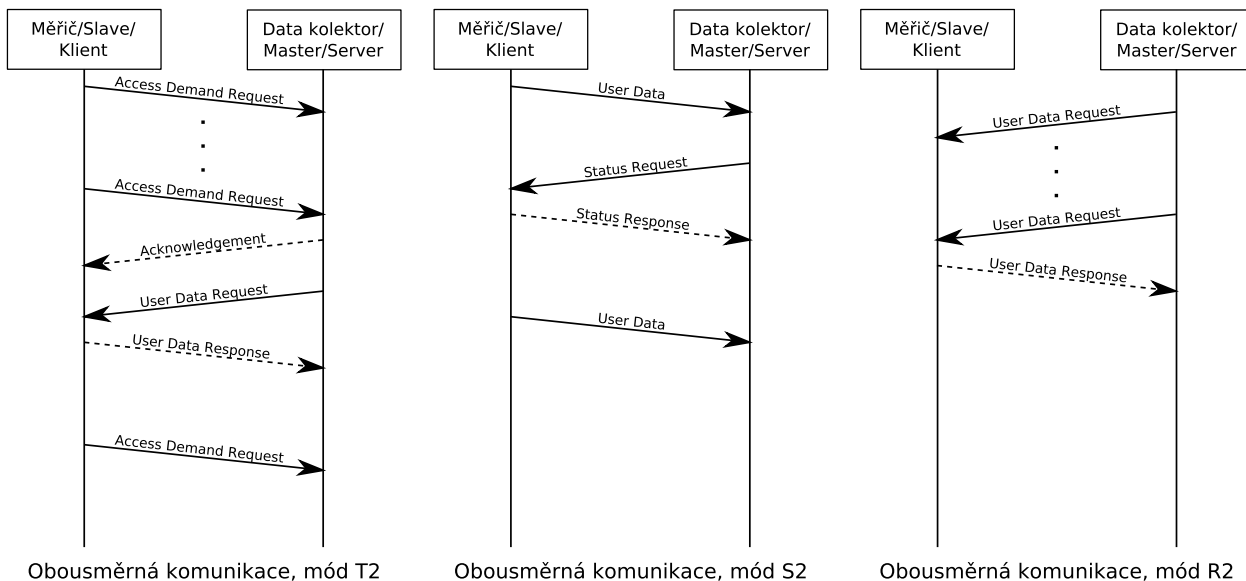 Měřič/Slave/
Klient
Data kolektor/
Master/Server
Access Demand Request
Access Demand Request
Acknowledgement
User Data Request
User Data Response
Access Demand Request
Obousměrná komunikace, mód T2
Měřič/Slave/
Klient
Data kolektor/
Master/Server
User Data
Status Request
Status Response
User Data
Obousměrná komunikace, mód S2
Měřič/Slave/
Klient
Data kolektor/
Master/Server
User Data Request
User Data Request
User Data Response
Obousměrná komunikace, mód R2